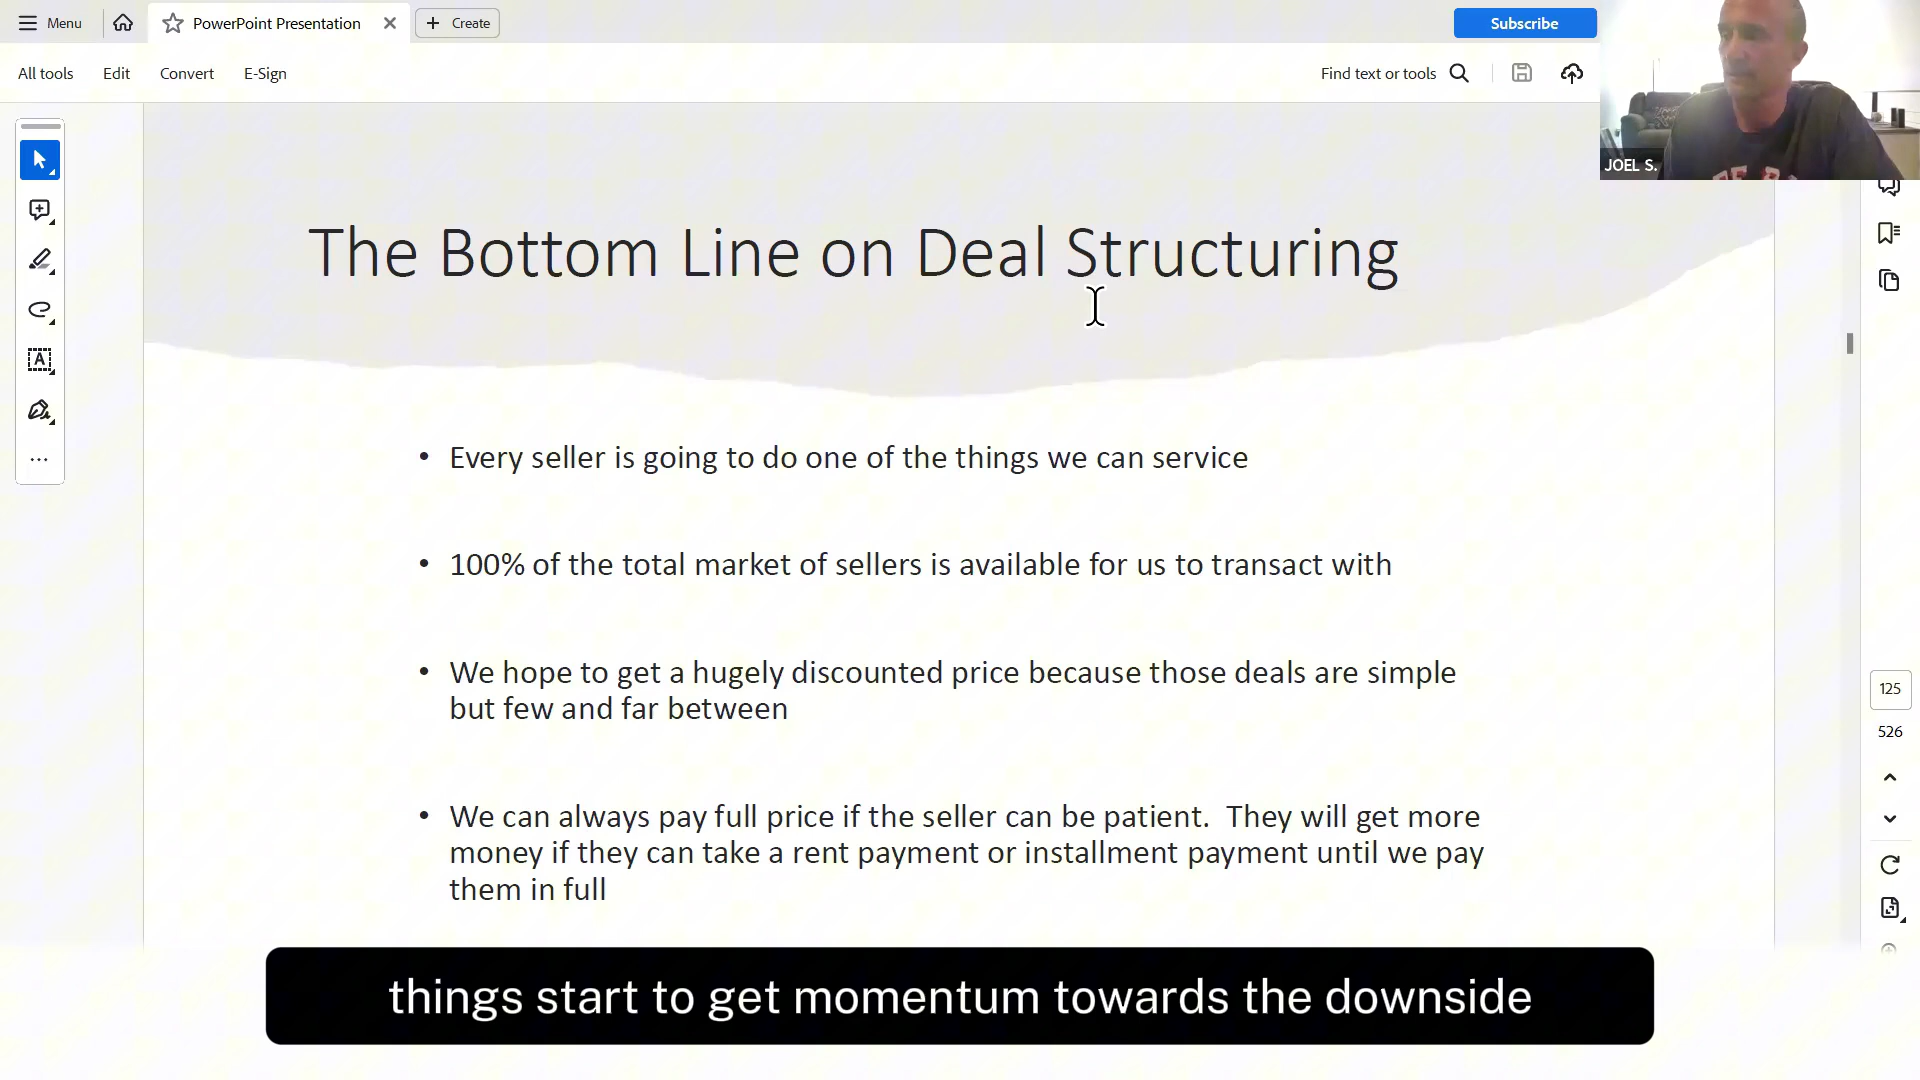 Menu
PowerPoint Presentation
Create
Subscribe
All tools
Edit
Convert
E-Sign
Find text or tools
JOEL S.
The Bottom Line on Deal Structuring
• Every seller is going to do one of the things we can service
• 100% of the total market of sellers is available for us to transact with
• We hope to get a hugely discounted price because those deals are simple
but few and far between
• We can always pay full price if the seller can be patient.  They will get more
money if they can take a rent payment or installment payment until we pay
them in full
125
526
things start to get momentum towards the downside